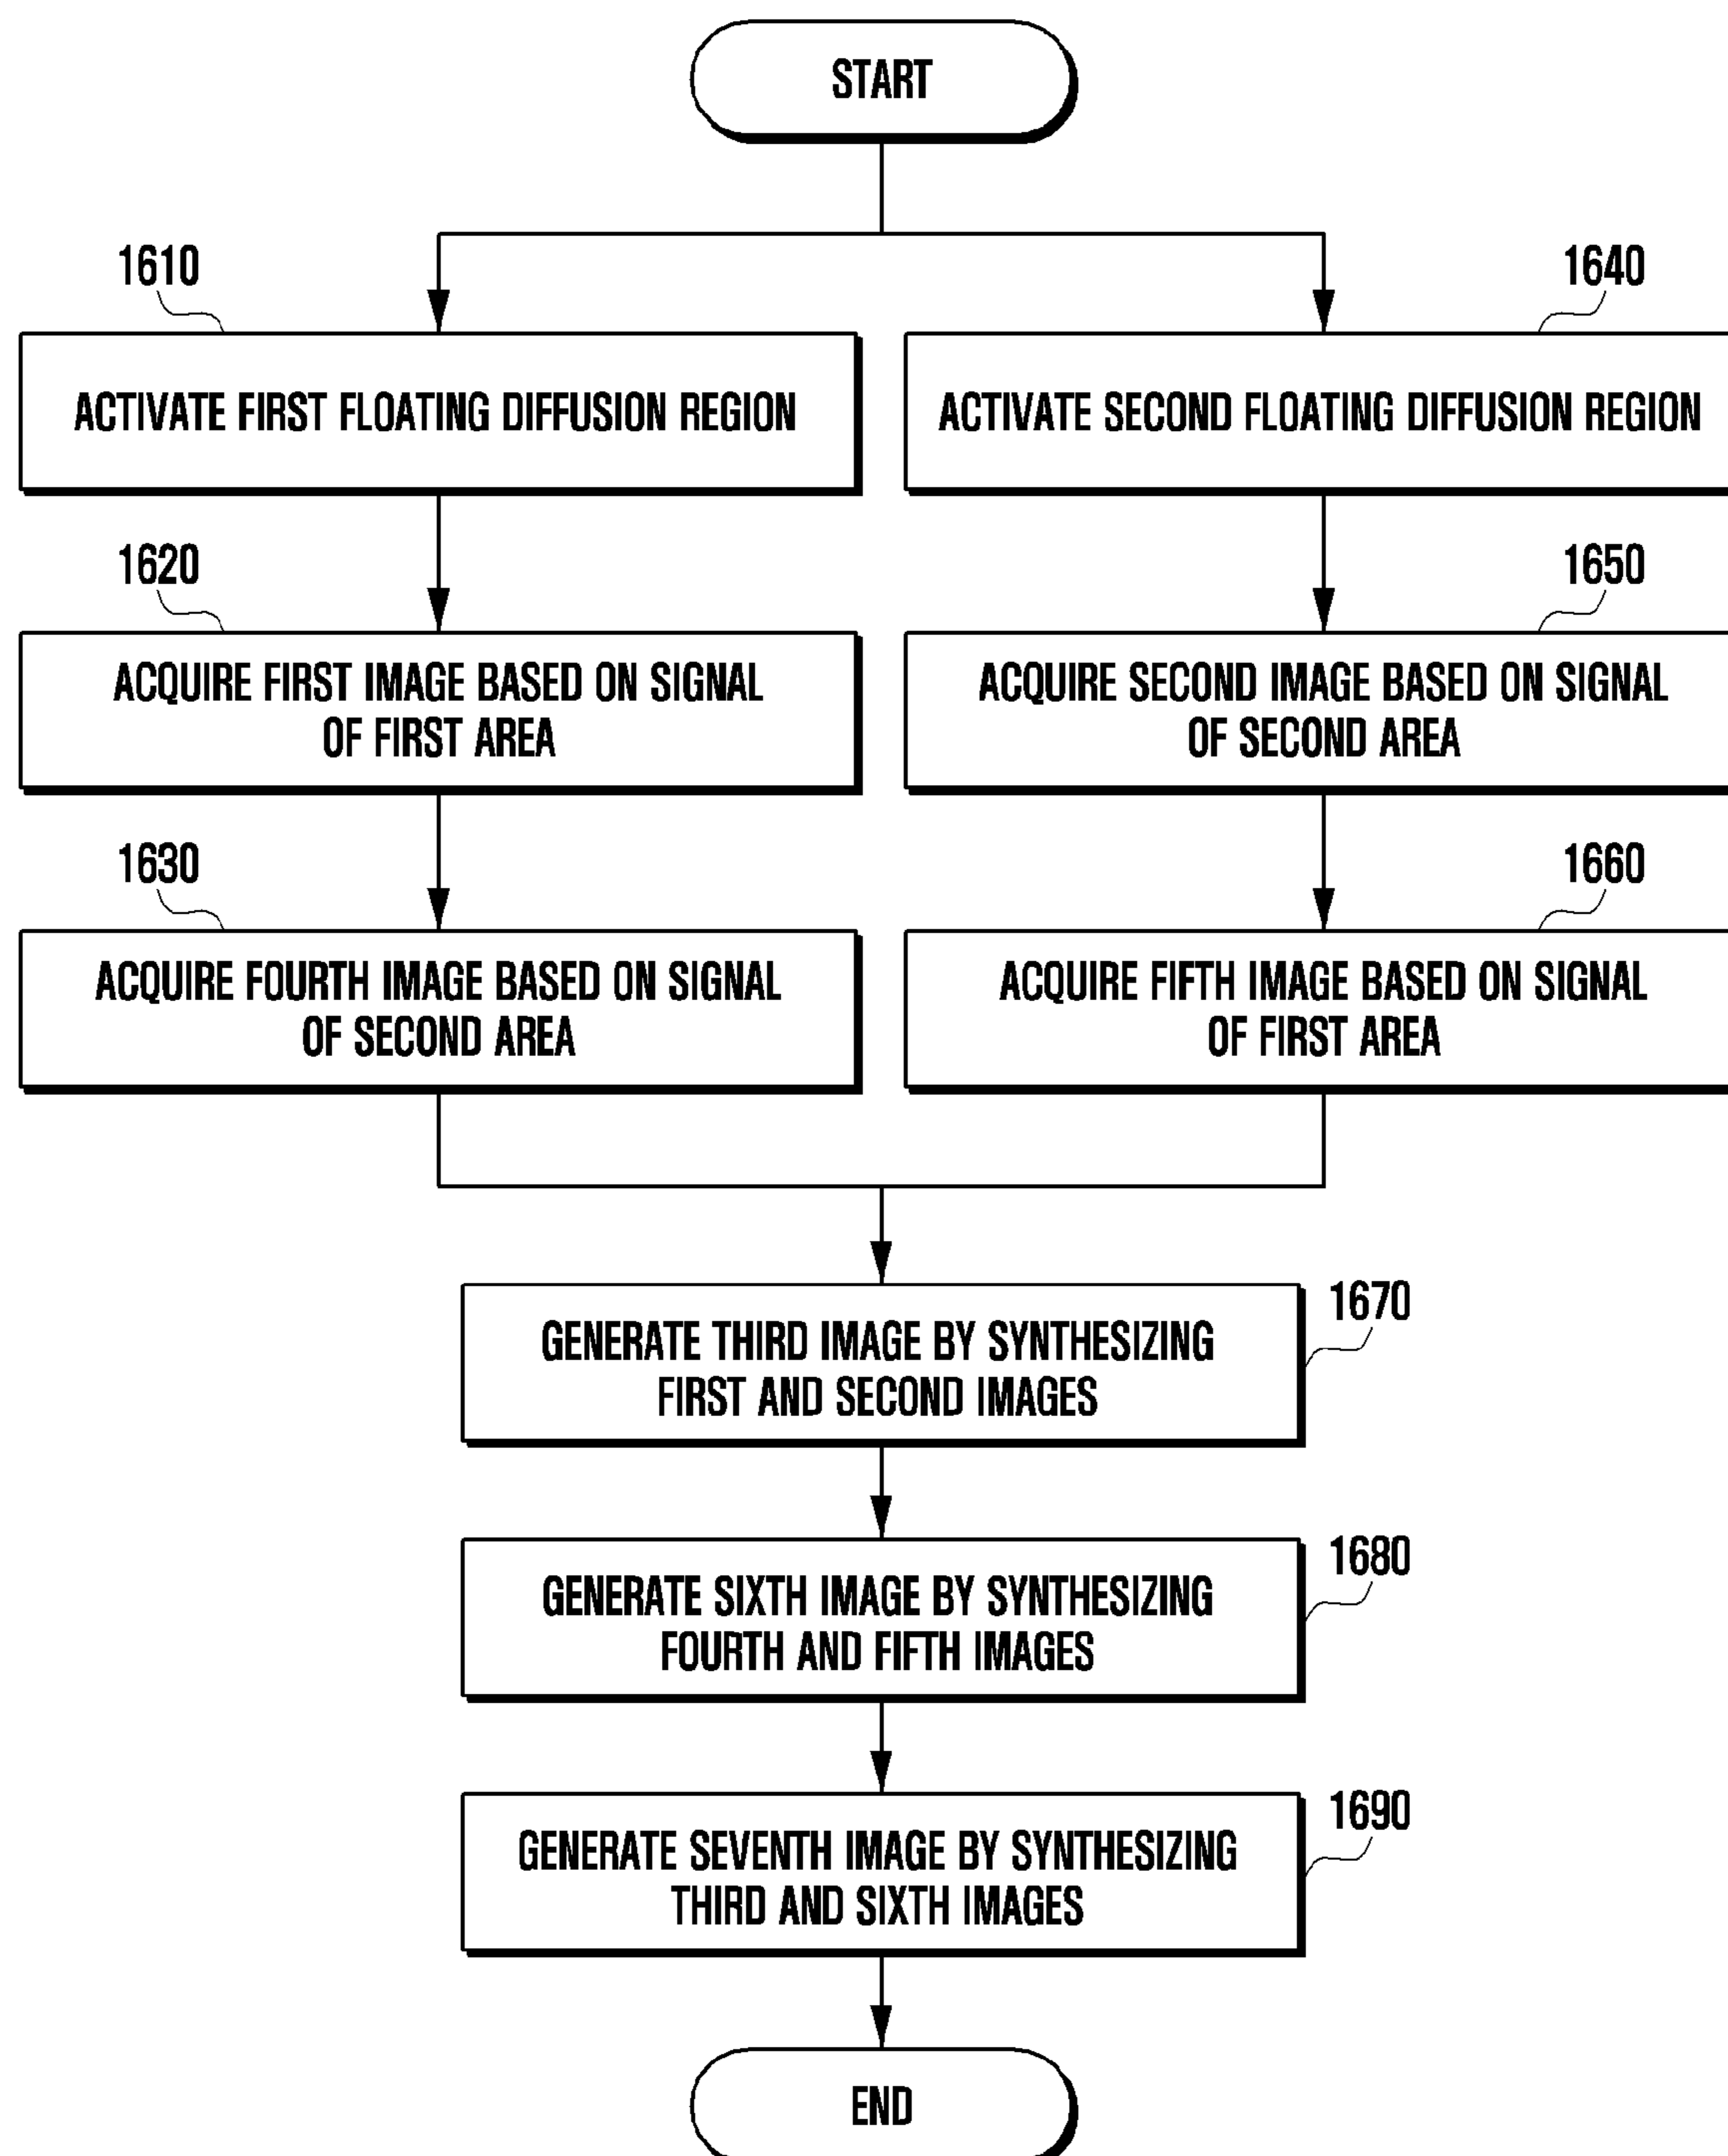 START
1610
ACTIVATE FIRST FLOATING DIFFUSION REGION
1640
ACTIVATE SECOND FLOATING DIFFUSION REGION
1620
ACQUIRE FIRST IMAGE BASED ON SIGNAL
OF FIRST AREA
1650
ACQUIRE SECOND IMAGE BASED ON SIGNAL
OF SECOND AREA
1630
ACQUIRE FOURTH IMAGE BASED ON SIGNAL
OF SECOND AREA
1660
ACQUIRE FIFTH IMAGE BASED ON SIGNAL
OF FIRST AREA
1670
GENERATE THIRD IMAGE BY SYNTHESIZING
FIRST AND SECOND IMAGES
1680
GENERATE SIXTH IMAGE BY SYNTHESIZING
FOURTH AND FIFTH IMAGES
1690
GENERATE SEVENTH IMAGE BY SYNTHESIZING
THIRD AND SIXTH IMAGES
END